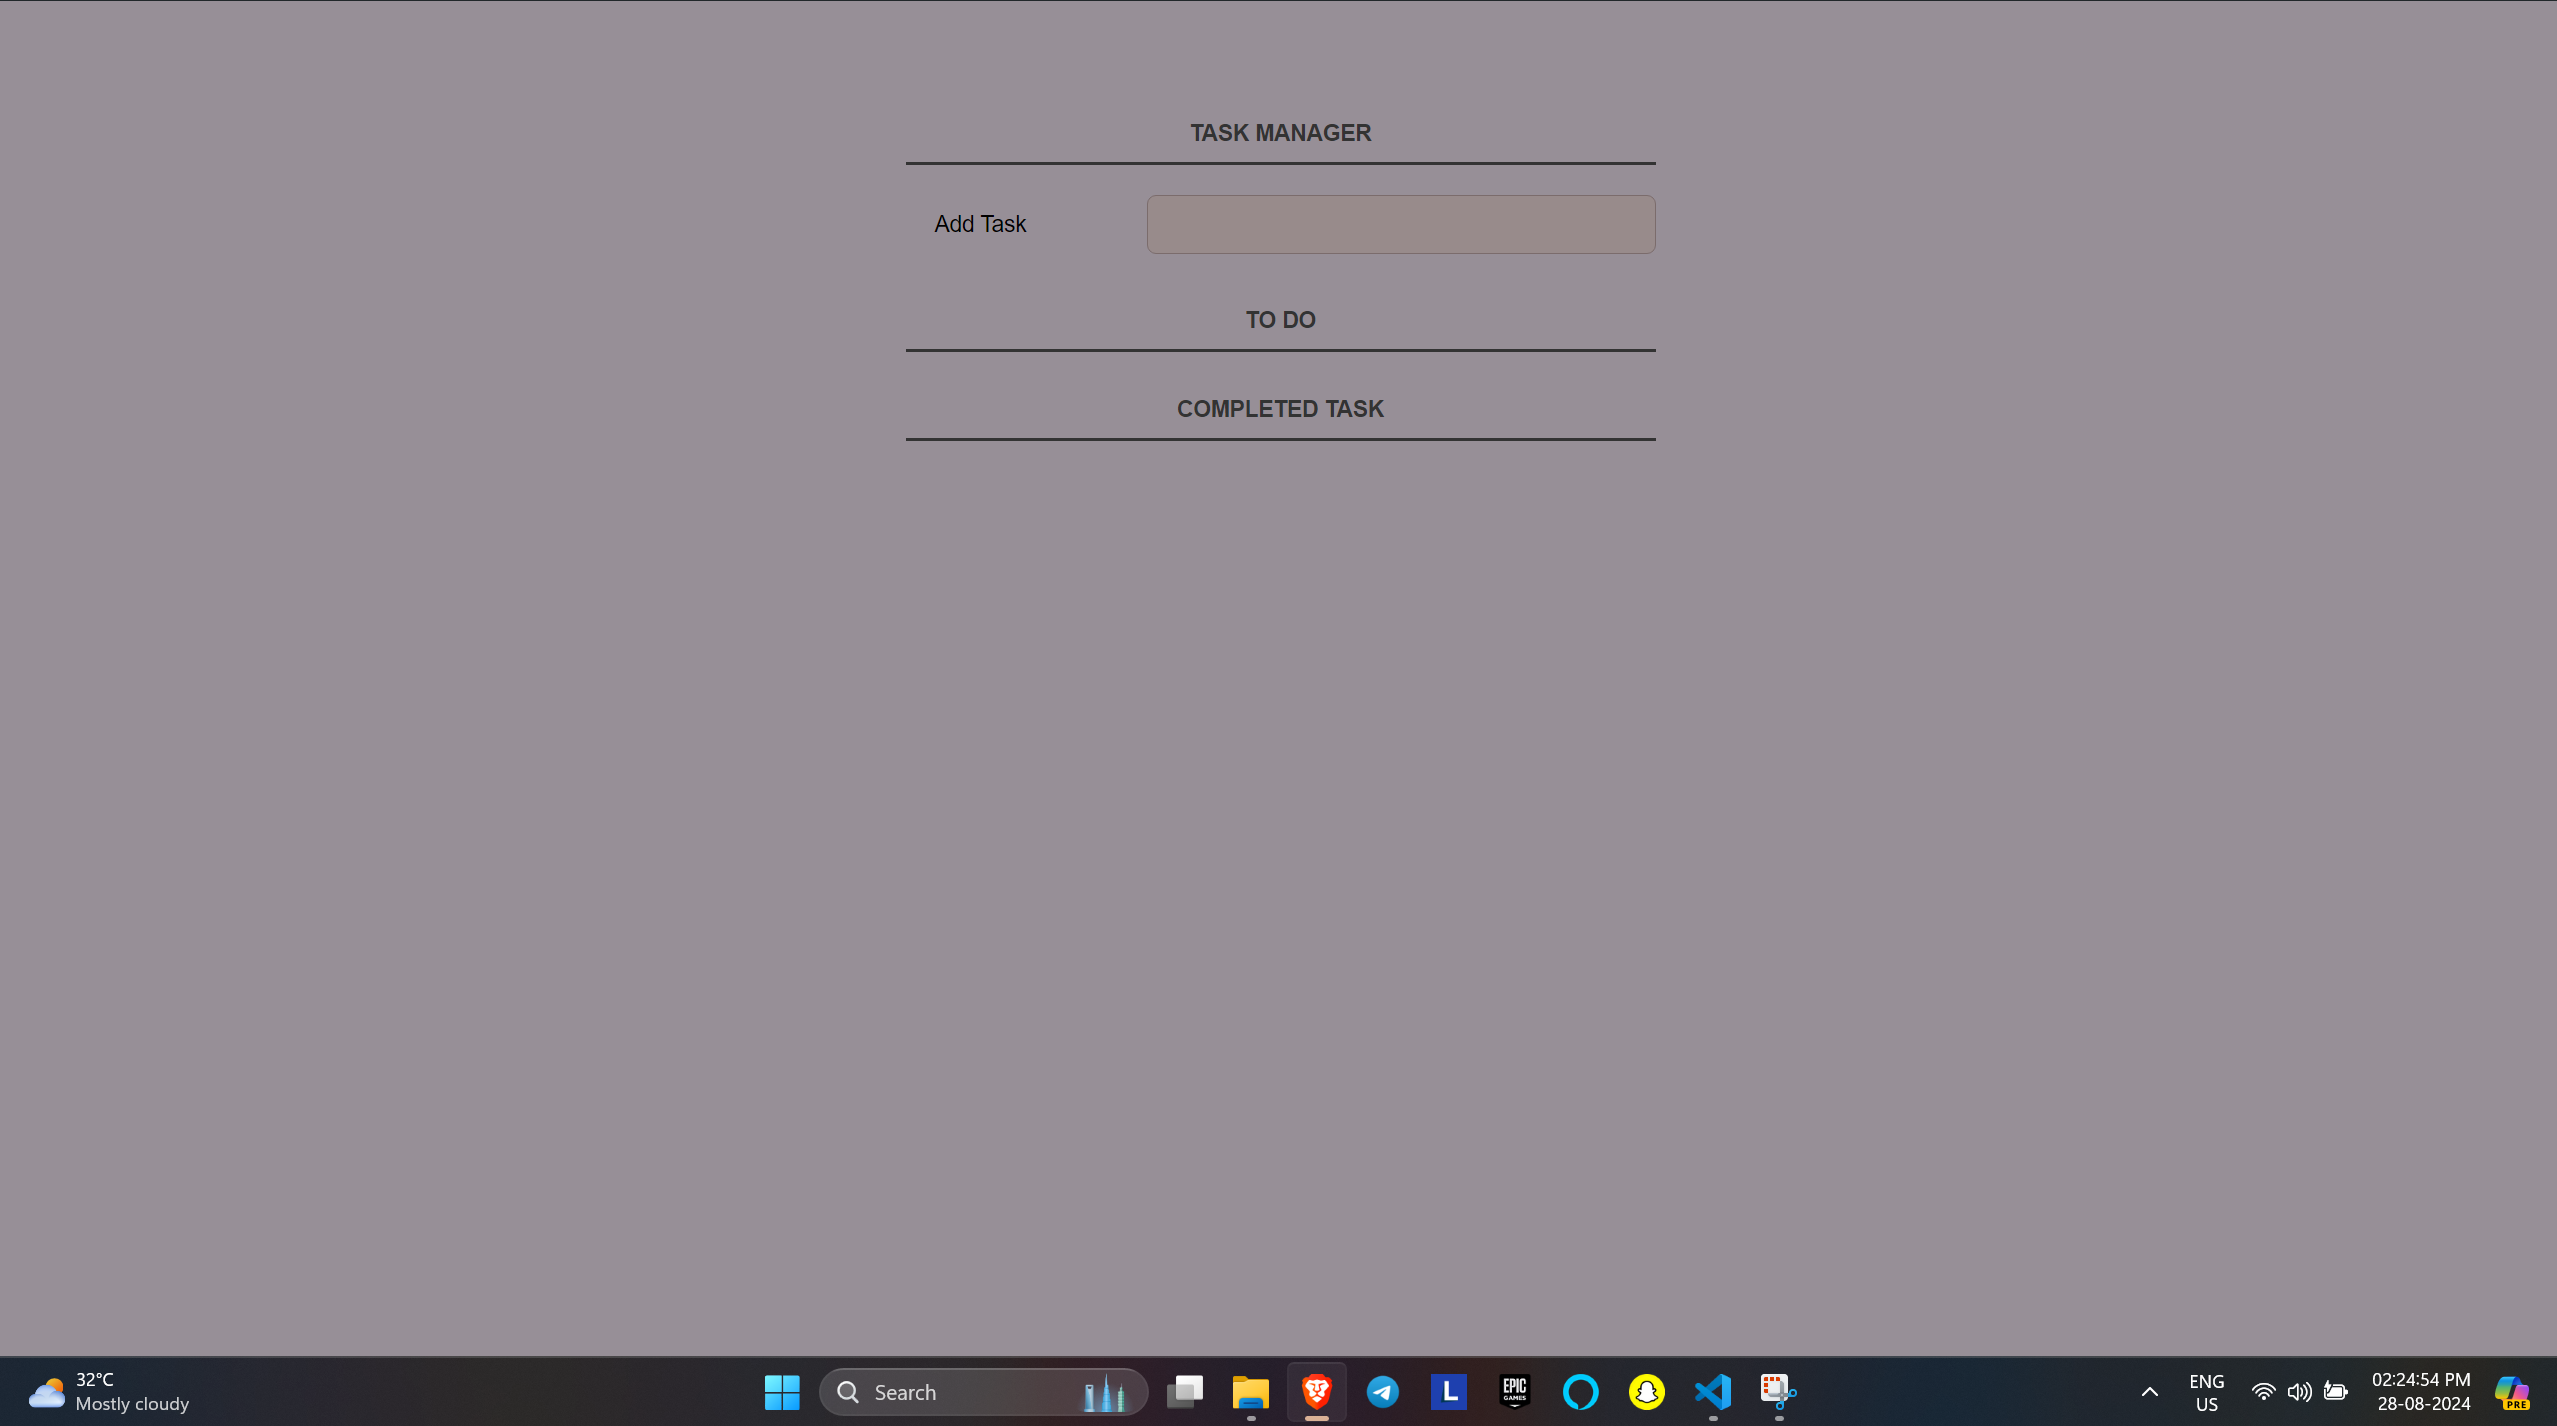 TASK MANAGER
Add Task
TO DO
COMPLETED TASK
32°C
Mostly cloudy
Search
L
EPIC
GAMES
ENG
US
02:24:54 PM
28-08-2024
PRE